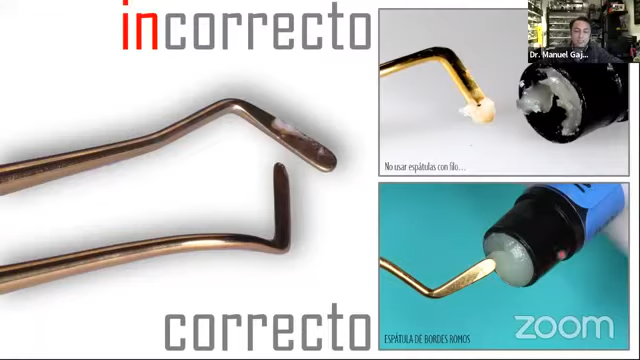 incorrecto
Dr. Manuel Gaj...
No usar espátulas con filo...
ESPÁTULA DE BORDES ROMOS
correcto
zoom